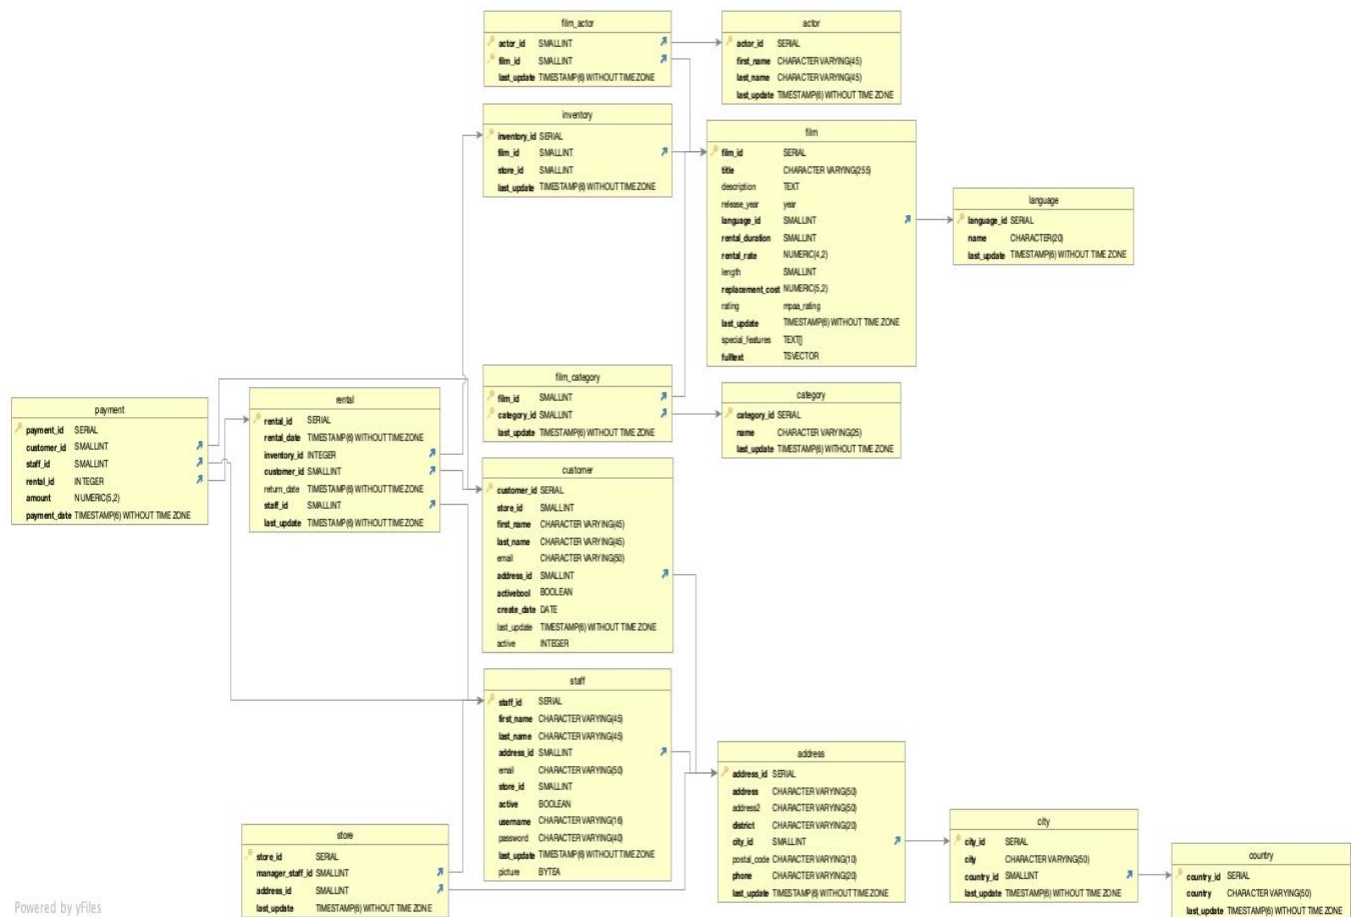 film_actor
actor_id SMALLINT
film_id SMALLINT
last_update TIMESTAMP(6) WITHOUT TIME ZONE
actor
actor_id SERIAL
first_name CHARACTER VARYING(45)
last_name CHARACTER VARYING(45)
last_update TIMESTAMP(6) WITHOUT TIME ZONE
inventory
inventory_id SERIAL
film_id SMALLINT
store_id SMALLINT
last_update TIMESTAMP(6) WITHOUT TIME ZONE
film
film_id SERIAL
title CHARACTER VARYING(255)
description TEXT
release_year year
language_id SMALLINT
rental_duration SMALLINT
rental_rate NUMERIC(4,2)
length SMALLINT
replacement_cost NUMERIC(5,2)
rating mpaa_rating
last_update TIMESTAMP(6) WITHOUT TIME ZONE
special_features TEXT[]
fulltext TSVECTOR
language
language_id SERIAL
name CHARACTER(20)
last_update TIMESTAMP(6) WITHOUT TIME ZONE
film_category
film_id SMALLINT
category_id SMALLINT
last_update TIMESTAMP(6) WITHOUT TIME ZONE
category
category_id SERIAL
name CHARACTER VARYING(25)
last_update TIMESTAMP(6) WITHOUT TIME ZONE
payment
payment_id SERIAL
customer_id SMALLINT
staff_id SMALLINT
rental_id INTEGER
amount NUMERIC(5,2)
payment_date TIMESTAMP(6) WITHOUT TIME ZONE
rental
rental_id SERIAL
rental_date TIMESTAMP(6) WITHOUT TIME ZONE
inventory_id INTEGER
customer_id SMALLINT
return_date TIMESTAMP(6) WITHOUT TIME ZONE
staff_id SMALLINT
last_update TIMESTAMP(6) WITHOUT TIME ZONE
customer
customer_id SERIAL
store_id SMALLINT
first_name CHARACTER VARYING(45)
last_name CHARACTER VARYING(45)
email CHARACTER VARYING(50)
address_id SMALLINT
activebool BOOLEAN
create_date DATE
last_update TIMESTAMP(6) WITHOUT TIME ZONE
active INTEGER
staff
staff_id SERIAL
first_name CHARACTER VARYING(45)
last_name CHARACTER VARYING(45)
address_id SMALLINT
email CHARACTER VARYING(50)
store_id SMALLINT
active BOOLEAN
username CHARACTER VARYING(16)
password CHARACTER VARYING(40)
last_update TIMESTAMP(6) WITHOUT TIME ZONE
picture BYTEA
store
store_id SERIAL
manager_staff_id SMALLINT
address_id SMALLINT
last_update TIMESTAMP(6) WITHOUT TIME ZONE
address
address_id SERIAL
address CHARACTER VARYING(50)
address2 CHARACTER VARYING(50)
district CHARACTER VARYING(20)
city_id SMALLINT
postal_code CHARACTER VARYING(10)
phone CHARACTER VARYING(20)
last_update TIMESTAMP(6) WITHOUT TIME ZONE
city
city_id SERIAL
city CHARACTER VARYING(50)
country_id SMALLINT
last_update TIMESTAMP(6) WITHOUT TIME ZONE
country
country_id SERIAL
country CHARACTER VARYING(50)
last_update TIMESTAMP(6) WITHOUT TIME ZONE
Powered by yFiles